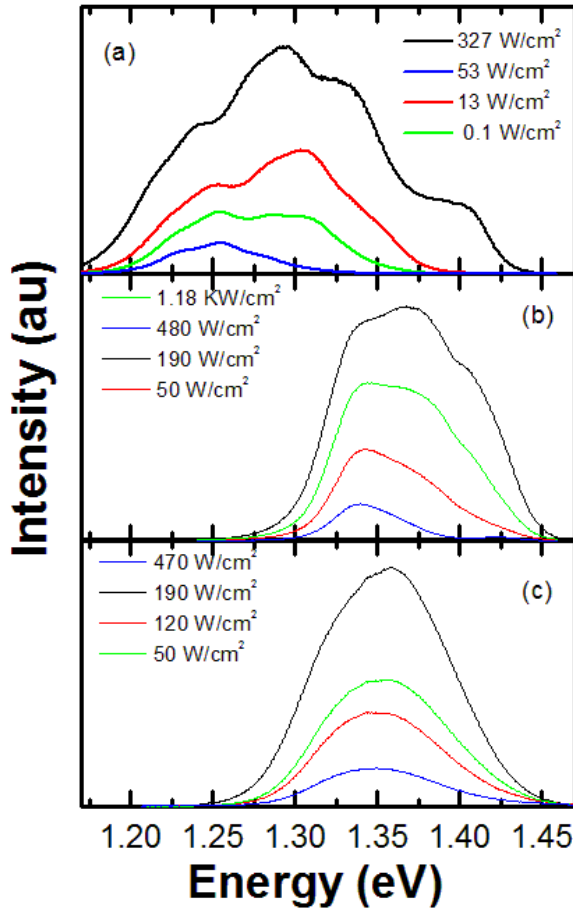 (a)
327 W/cm²
53 W/cm²
13 W/cm²
0.1 W/cm²
1.18 KW/cm²
480 W/cm²
190 W/cm²
50 W/cm²
(b)
470 W/cm²
190 W/cm²
120 W/cm²
50 W/cm²
(c)
Intensity (au)
1.20 1.25 1.30 1.35 1.40 1.45
Energy (eV)